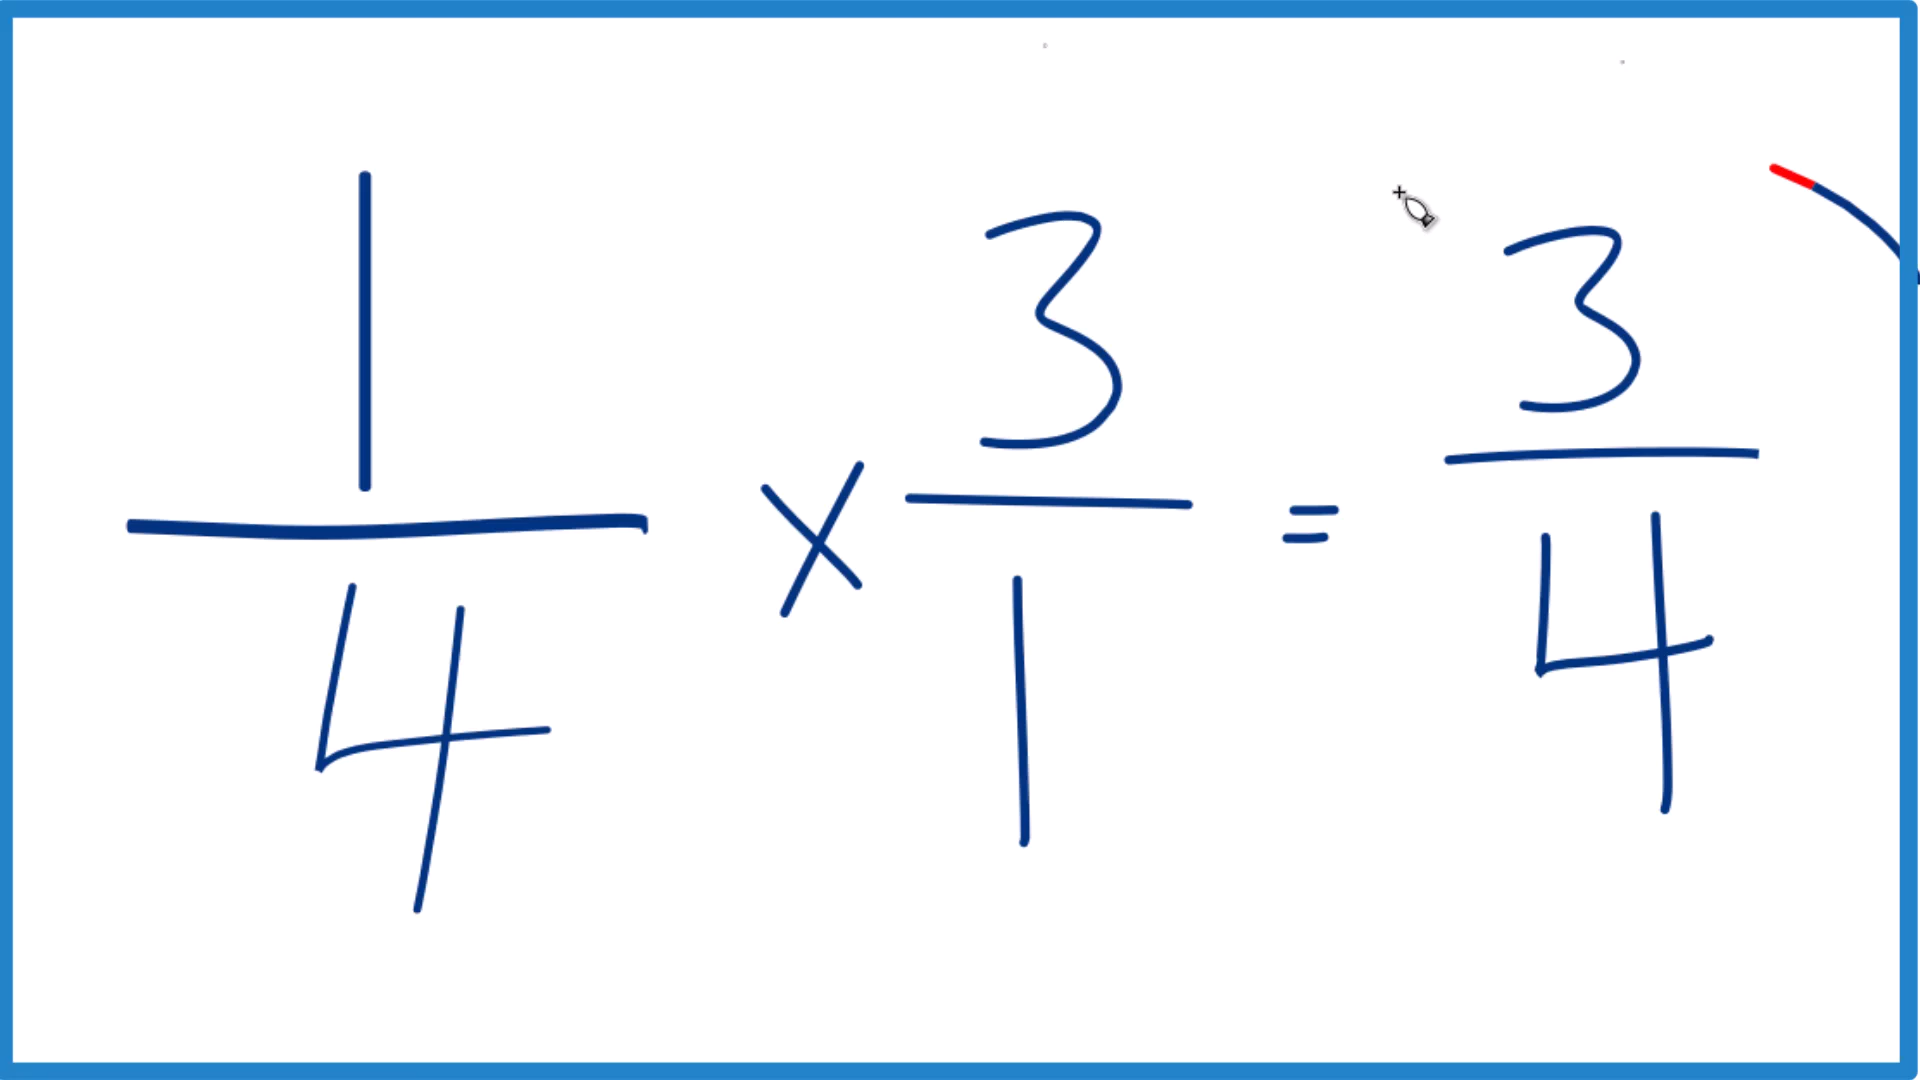 1/4 × 3/1 = 3/4